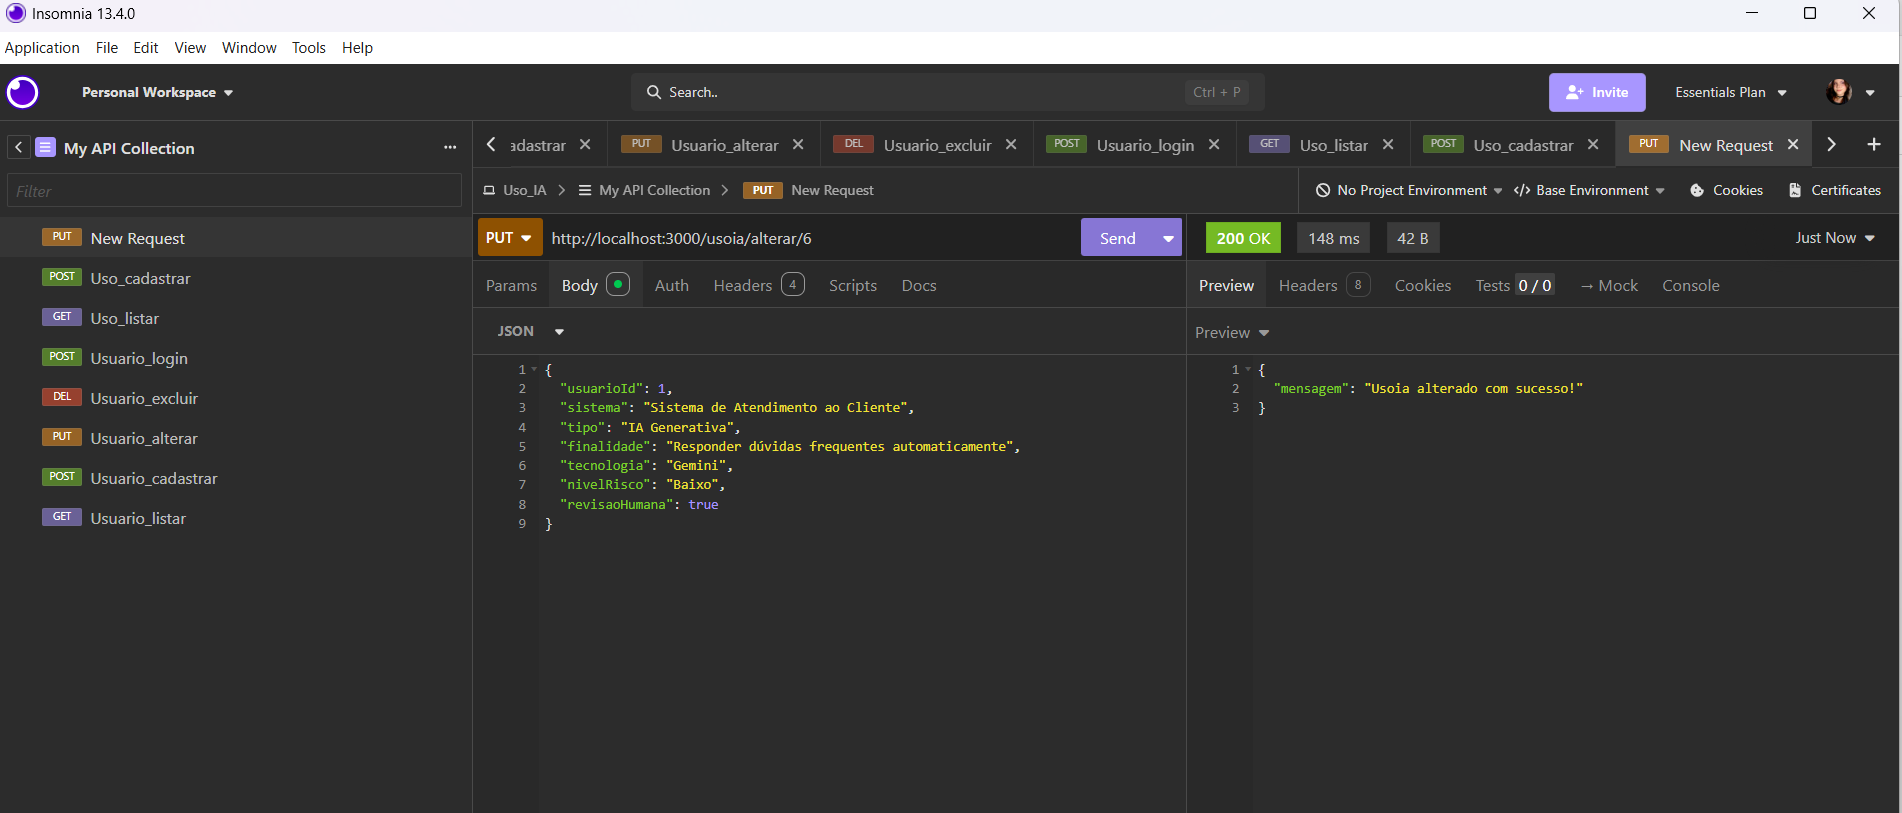 Insomnia 13.4.0
Application File Edit View Window Tools Help
Personal Workspace
Search..
Ctrl + P
Invite
Essentials Plan
My API Collection
adastrar
PUT Usuario_alterar
DEL Usuario_excluir
POST Usuario_login
GET Uso_listar
POST Uso_cadastrar
PUT New Request
Filter
Uso_IA
My API Collection
PUT New Request
No Project Environment
</> Base Environment
Cookies
Certificates
PUT New Request
POST Uso_cadastrar
GET Uso_listar
POST Usuario_login
DEL Usuario_excluir
PUT Usuario_alterar
POST Usuario_cadastrar
GET Usuario_listar
PUT http://localhost:3000/usoia/alterar/6
Send
200 OK
148 ms
42 B
Just Now
Params Body Auth Headers 4 Scripts Docs
Preview Headers 8 Cookies Tests 0 / 0 → Mock Console
JSON
Preview
1 {
2 "usuarioId": 1,
3 "sistema": "Sistema de Atendimento ao Cliente",
4 "tipo": "IA Generativa",
5 "finalidade": "Responder dúvidas frequentes automaticamente",
6 "tecnologia": "Gemini",
7 "nivelRisco": "Baixo",
8 "revisaoHumana": true
9 }
1 {
2 "mensagem": "Usoia alterado com sucesso!"
3 }